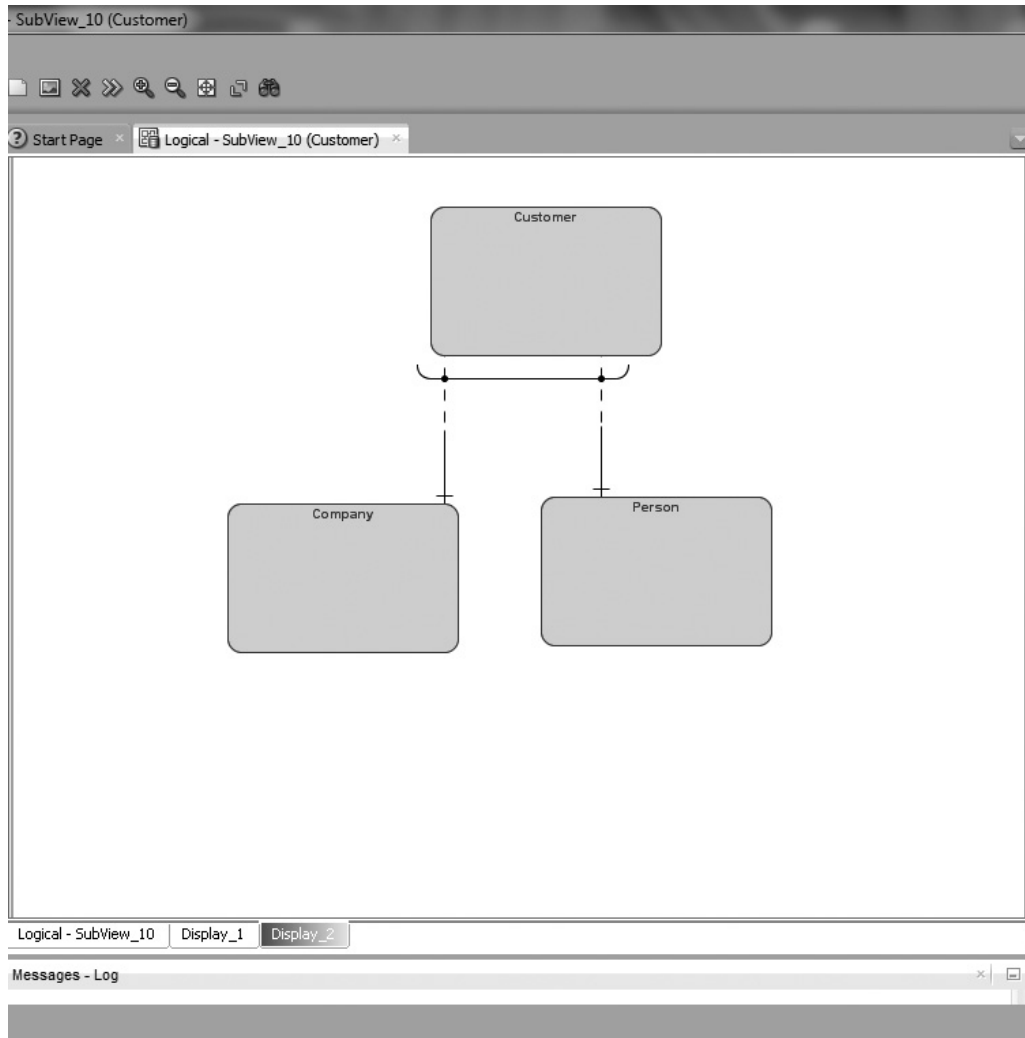 - SubView_10 (Customer)
Start Page
Logical - SubView_10 (Customer)
Customer
Company
Person
Logical - SubView_10
Display_1
Display_2
Messages - Log